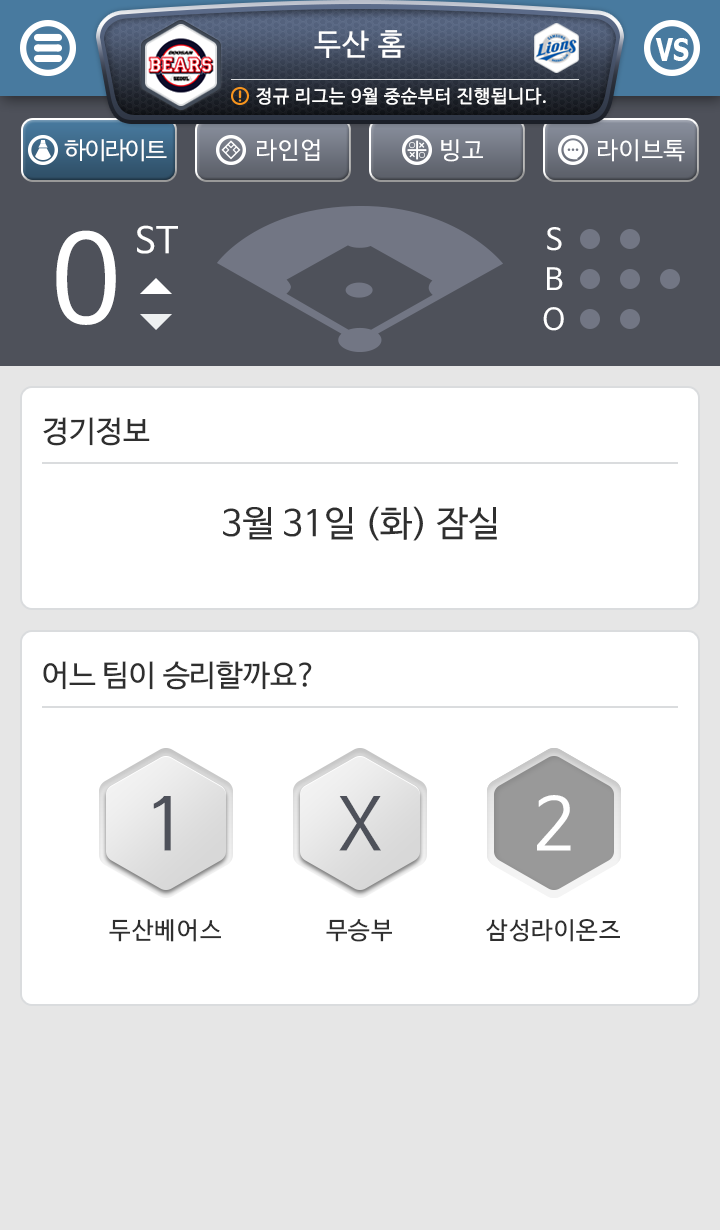 두산 홈
DOOSAN
BEARS
SEOUL
SAMSUNG
Lions
VS
정규 리그는 9월 중순부터 진행됩니다.
하이라이트
라인업
빙고
라이브톡
0 ST
S
B
O
경기정보
3월 31일 (화) 잠실
어느 팀이 승리할까요?
1 X 2
두산베어스 무승부 삼성라이온즈